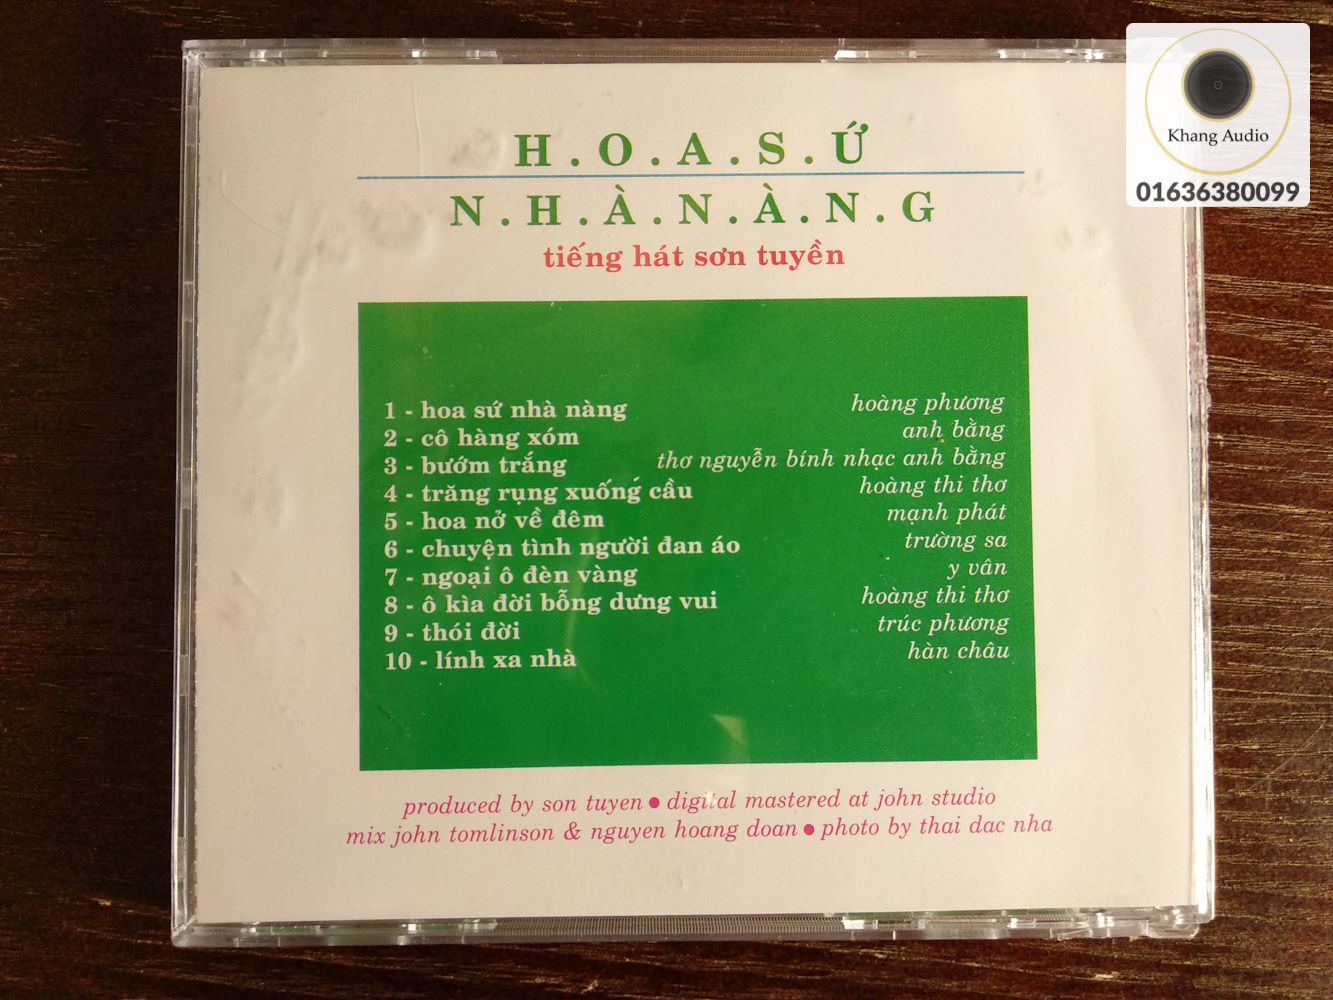 Khang Audio
01636380099
H.O.A.S.Ứ
N.H.À.N.À.N.G
tiếng hát sơn tuyền
1 - hoa sứ nhà nàng hoàng phương
2 - cô hàng xóm anh bằng
3 - bướm trắng thơ nguyễn bính nhạc anh bằng
4 - trăng rụng xuống cầu hoàng thi thơ
5 - hoa nở về đêm mạnh phát
6 - chuyện tình người đan áo trường sa
7 - ngoại ô đèn vàng y vân
8 - ô kìa đời bỗng dưng vui hoàng thi thơ
9 - thói đời trúc phương
10 - lính xa nhà hàn châu
produced by son tuyen ● digital mastered at john studio
mix john tomlinson & nguyen hoang doan ● photo by thai dac nha